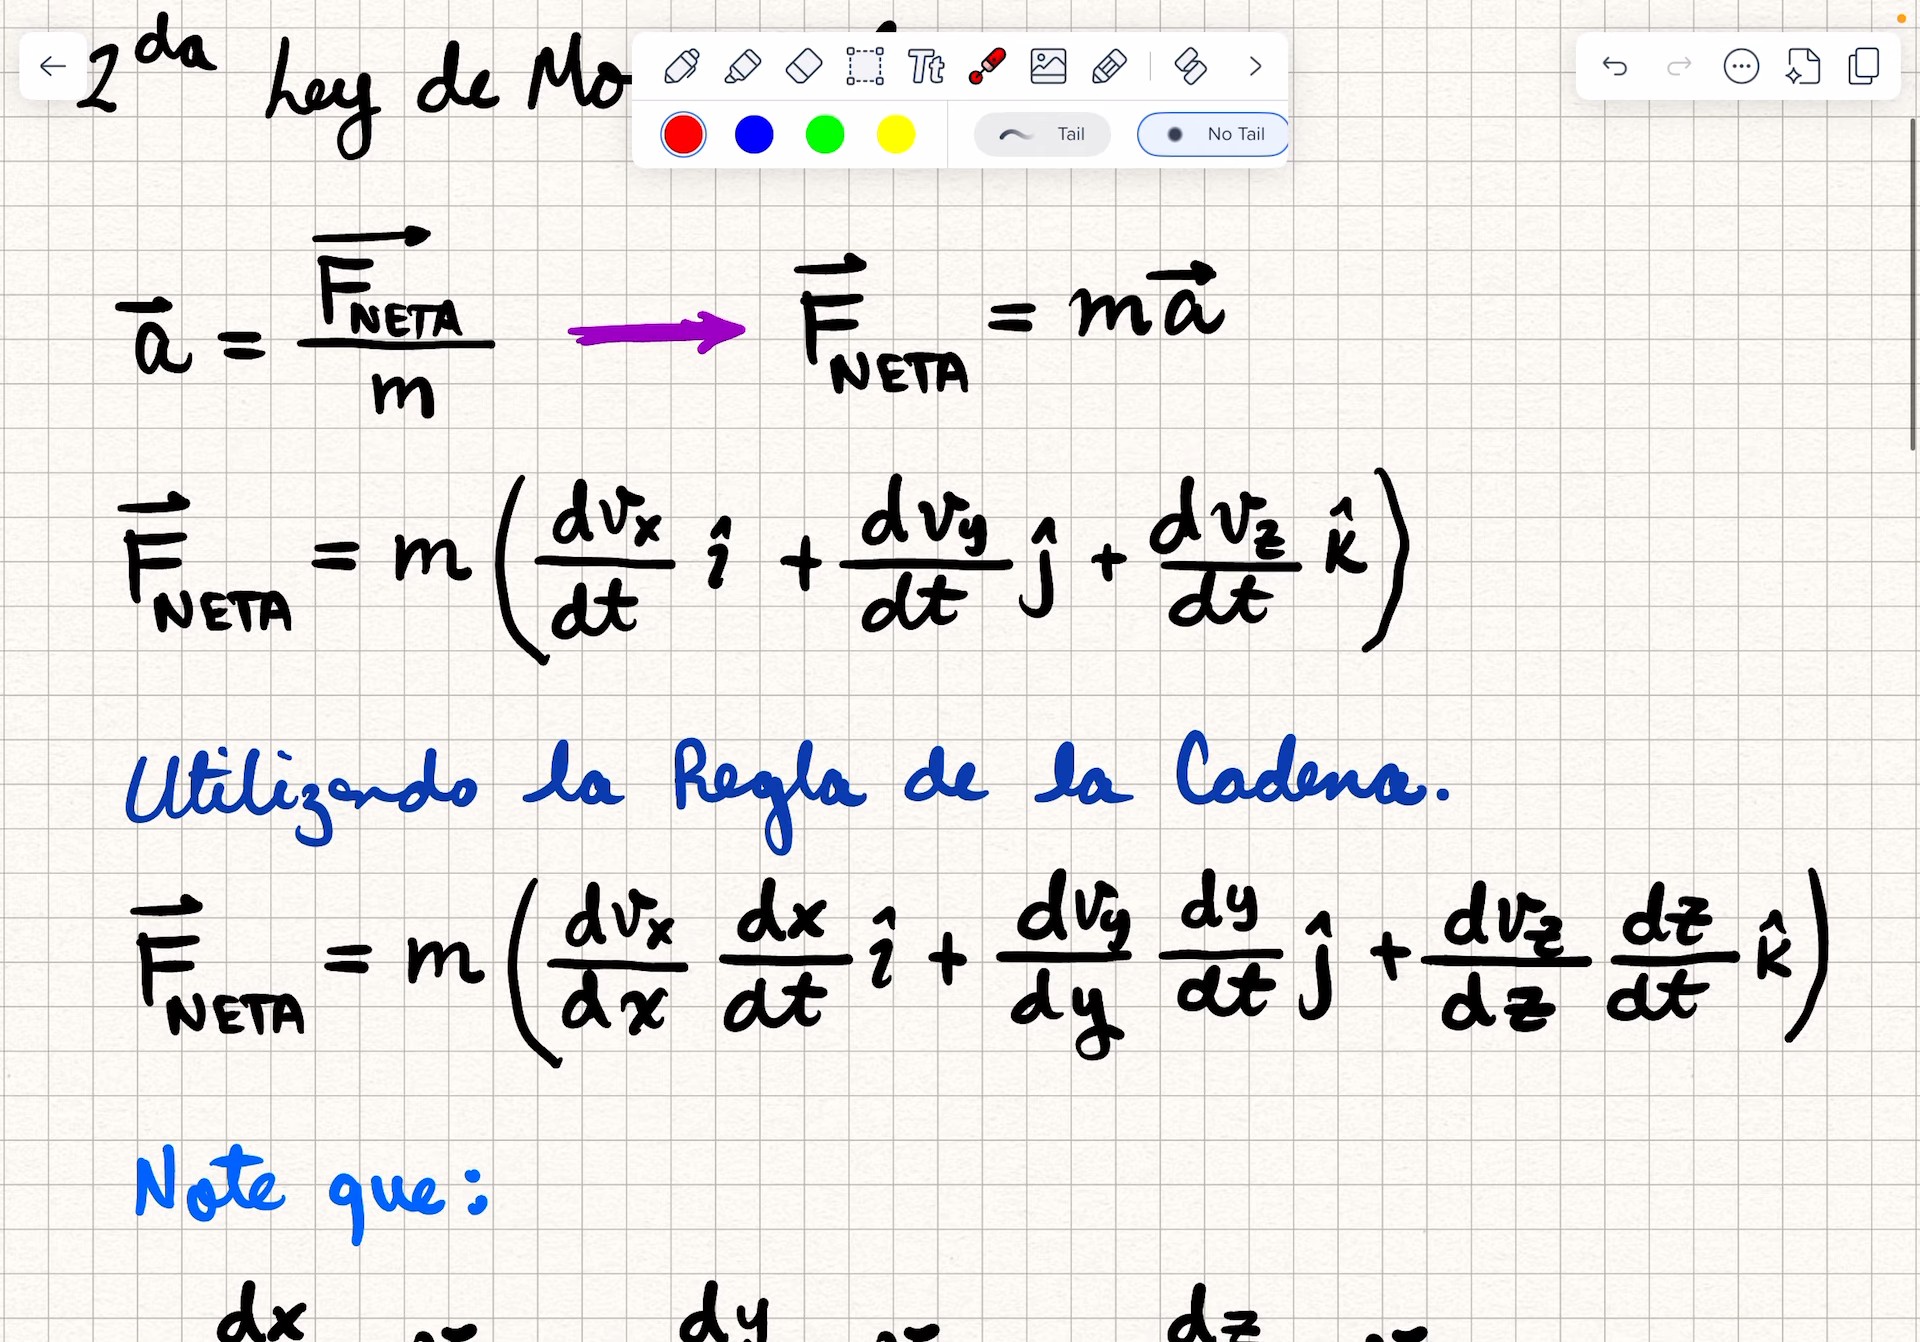 2da Ley de Mo
Tail No Tail
a⃗ = F⃗NETA / m → F⃗NETA = ma⃗
F⃗NETA = m ( dvx/dt î + dvy/dt ĵ + dvz/dt k̂ )
Utilizando la Regla de la Cadena.
F⃗NETA = m ( dvx/dx dx/dt î + dvy/dy dy/dt ĵ + dvz/dz dz/dt k̂ )
Note que:
dx dy dz